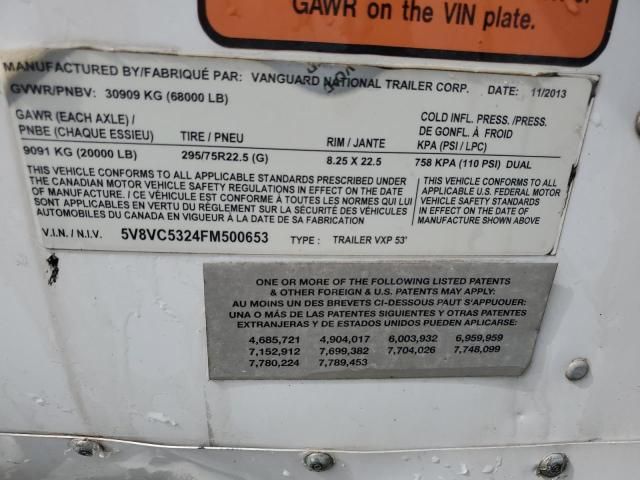 GAWR on the VIN plate.
MANUFACTURED BY/FABRIQUÉ PAR: VANGUARD NATIONAL TRAILER CORP. DATE: 11/2013
GVWR/PNBV: 30909 KG (68000 LB)
GAWR (EACH AXLE) / PNBE (CHAQUE ESSIEU) TIRE / PNEU RIM / JANTE COLD INFL. PRESS. /PRESS. DE GONFL. À FROID KPA (PSI / LPC)
9091 KG (20000 LB) 295/75R22.5 (G) 8.25 X 22.5 758 KPA (110 PSI) DUAL
THIS VEHICLE CONFORMS TO ALL APPLICABLE STANDARDS PRESCRIBED UNDER
THE CANADIAN MOTOR VEHICLE SAFETY REGULATIONS IN EFFECT ON THE DATE
OF MANUFACTURE. / CE VÉHICULE EST CONFORME À TOUTES LES NORMES QUI
LUI SONT APPLICABLES EN VERTU DU RÈGLEMENT SUR LA SÉCURITÉ DES VÉHICULES
AUTOMOBILES DU CANADA EN VIGUEUR À LA DATE DE SA FABRICATION
THIS VEHICLE CONFORMS TO ALL
APPLICABLE U.S. FEDERAL MOTOR
VEHICLE SAFETY STANDARDS
IN EFFECT ON THE DATE OF
MANUFACTURE SHOWN ABOVE.
V.I.N. / N.I.V. 5V8VC5324FM500653 TYPE: TRAILER VXP 53'
ONE OR MORE OF THE FOLLOWING LISTED PATENTS
& OTHER FOREIGN & U.S. PATENTS MAY APPLY:
AU MOINS UN DES BREVETS CI-DESSOUS PAUT S'APPUOUER:
UNA O MÁS DE LAS PATENTES SIGUIENTES Y OTRAS PATENTES
EXTRANJERAS Y DE ESTADOS UNIDOS PUEDEN APLICARSE:
4,685,721 4,904,017 6,003,932 6,959,959
7,152,912 7,699,382 7,704,026 7,748,099
7,780,224 7,789,453